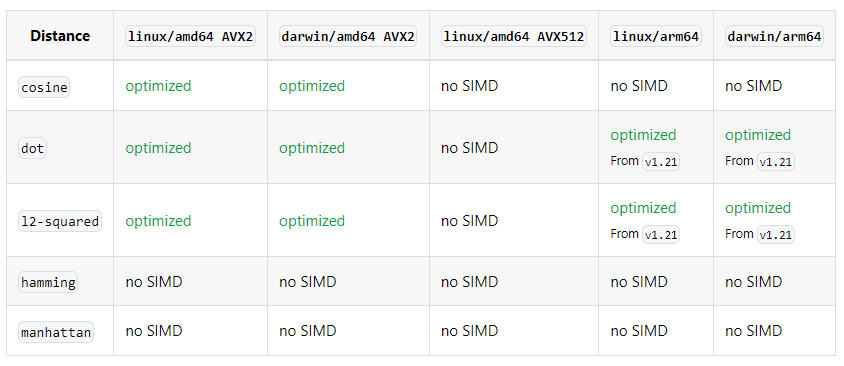 Distance linux/amd64 AVX2 darwin/amd64 AVX2 linux/amd64 AVX512 linux/arm64 darwin/arm64
cosine optimized optimized no SIMD no SIMD no SIMD
dot optimized optimized no SIMD optimized From v1.21 optimized From v1.21
l2-squared optimized optimized no SIMD optimized From v1.21 optimized From v1.21
hamming no SIMD no SIMD no SIMD no SIMD no SIMD
manhattan no SIMD no SIMD no SIMD no SIMD no SIMD